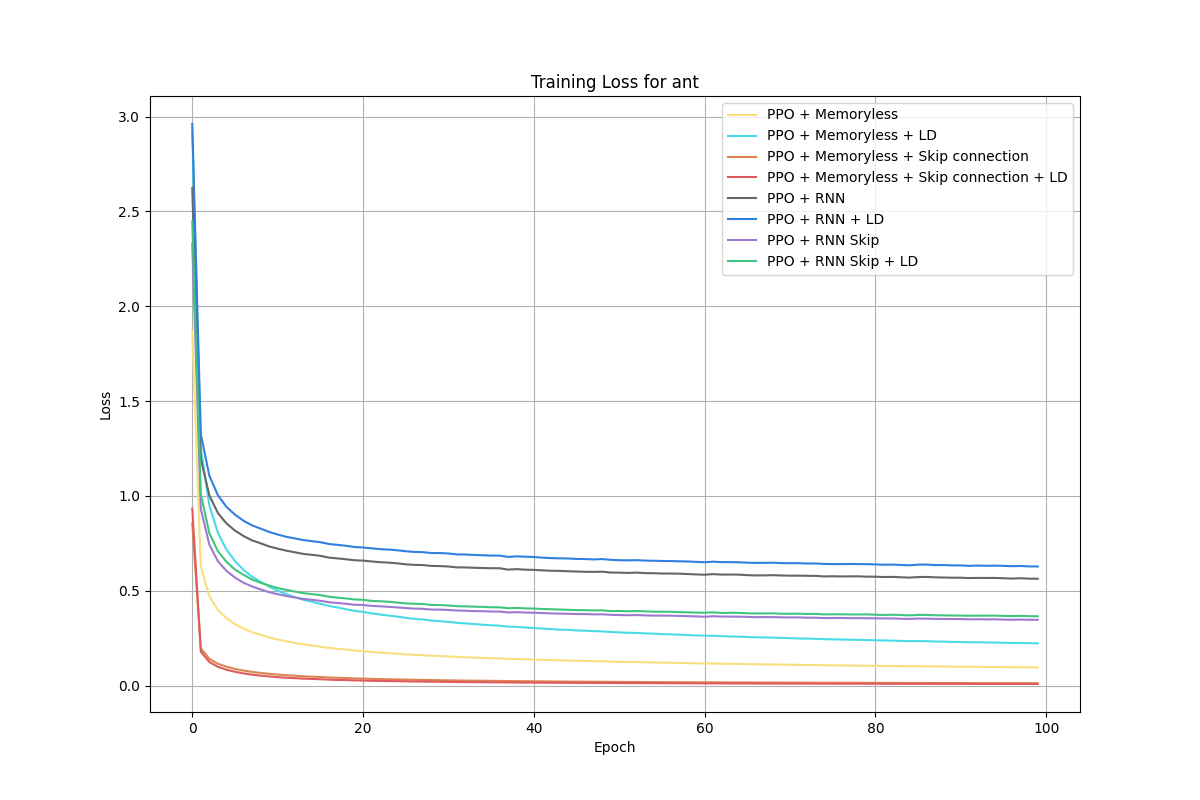 Training Loss for ant
3.0
2.5
2.0
1.5
1.0
0.5
0.0
Loss
PPO + Memoryless
PPO + Memoryless + LD
PPO + Memoryless + Skip connection
PPO + Memoryless + Skip connection + LD
PPO + RNN
PPO + RNN + LD
PPO + RNN Skip
PPO + RNN Skip + LD
0 20 40 60 80 100
Epoch